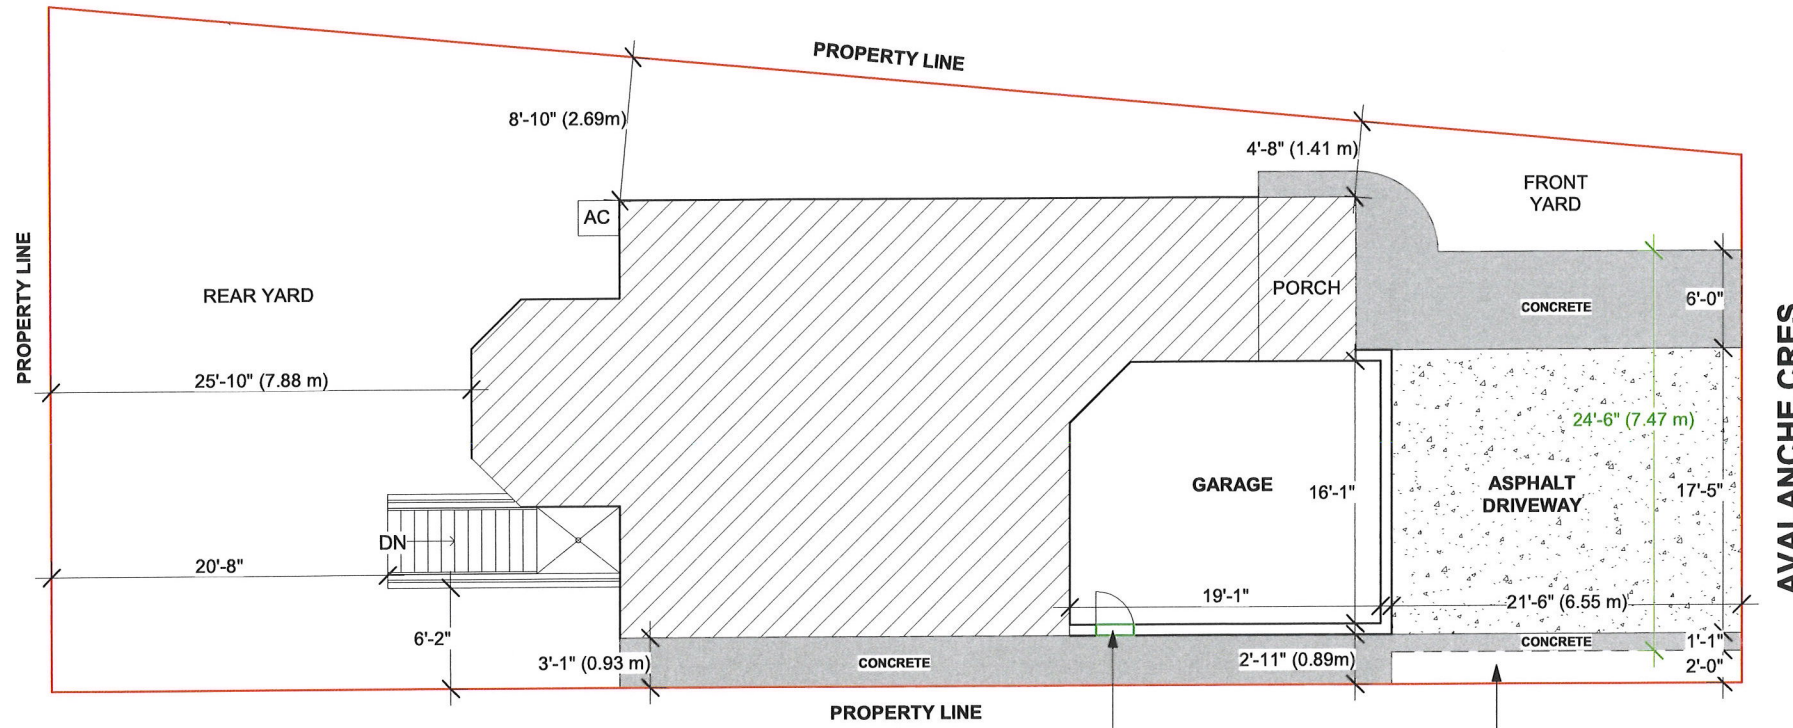 PROPERTY LINE
8'-10" (2.69m)
4'-8" (1.41 m)
FRONT
YARD
AC
PROPERTY LINE
REAR YARD
PORCH
CONCRETE
6'-0"
25'-10" (7.88 m)
24'-6" (7.47 m)
AVALANCHE CRES
GARAGE
16'-1"
ASPHALT
DRIVEWAY
17'-5"
DN
20'-8"
19'-1"
21'-6" (6.55 m)
6'-2"
3'-1" (0.93 m)
CONCRETE
2'-11" (0.89m)
CONCRETE
1'-1"
2'-0"
PROPERTY LINE